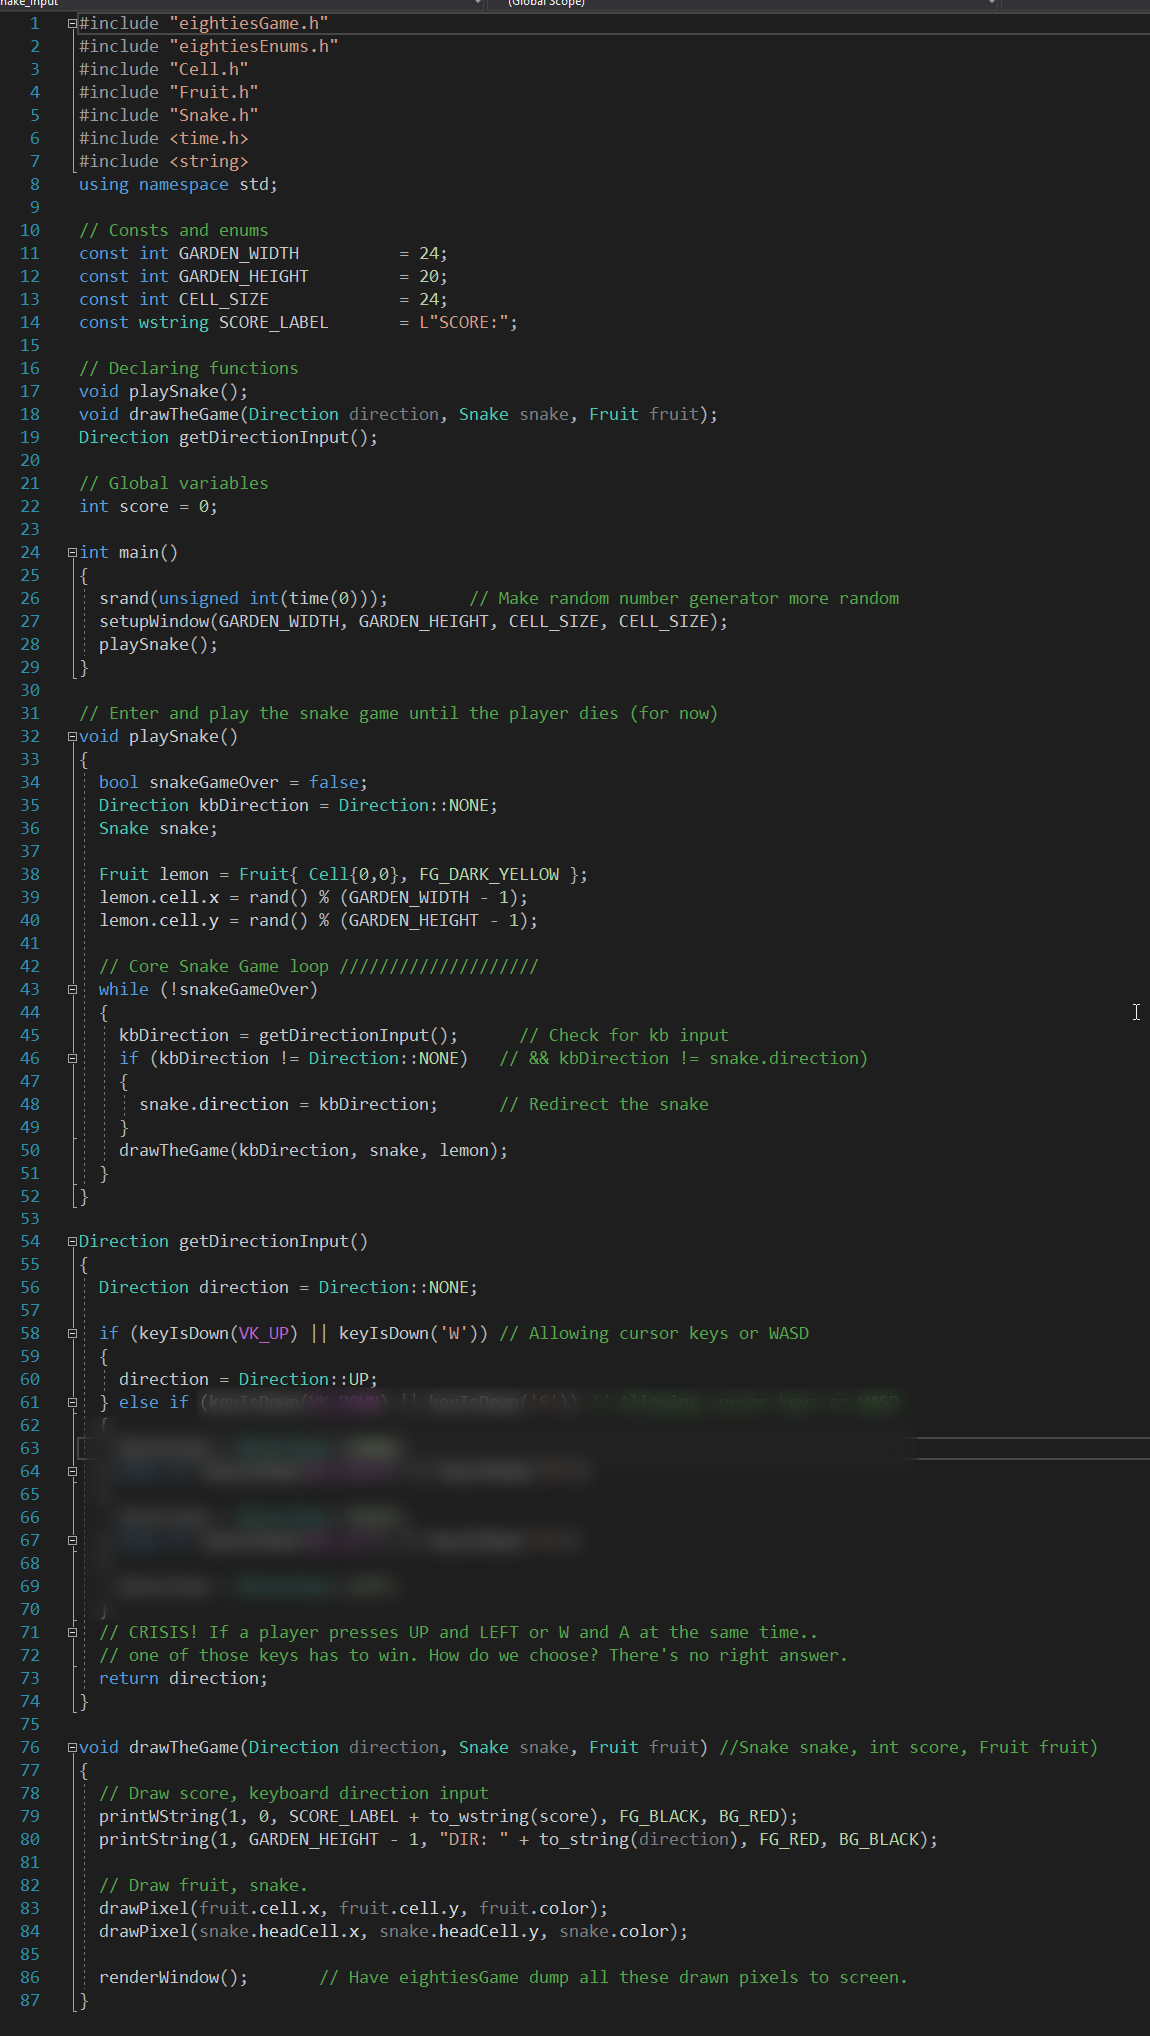 nake_input (Global Scope)
1 #include "eightiesGame.h"
2 #include "eightiesEnums.h"
3 #include "Cell.h"
4 #include "Fruit.h"
5 #include "Snake.h"
6 #include <time.h>
7 #include <string>
8 using namespace std;
9
10 // Consts and enums
11 const int GARDEN_WIDTH = 24;
12 const int GARDEN_HEIGHT = 20;
13 const int CELL_SIZE = 24;
14 const wstring SCORE_LABEL = L"SCORE:";
15
16 // Declaring functions
17 void playSnake();
18 void drawTheGame(Direction direction, Snake snake, Fruit fruit);
19 Direction getDirectionInput();
20
21 // Global variables
22 int score = 0;
23
24 int main()
25 {
26 srand(unsigned int(time(0))); // Make random number generator more random
27 setupWindow(GARDEN_WIDTH, GARDEN_HEIGHT, CELL_SIZE, CELL_SIZE);
28 playSnake();
29 }
30
31 // Enter and play the snake game until the player dies (for now)
32 void playSnake()
33 {
34 bool snakeGameOver = false;
35 Direction kbDirection = Direction::NONE;
36 Snake snake;
37
38 Fruit lemon = Fruit{ Cell{0,0}, FG_DARK_YELLOW };
39 lemon.cell.x = rand() % (GARDEN_WIDTH - 1);
40 lemon.cell.y = rand() % (GARDEN_HEIGHT - 1);
41
42 // Core Snake Game loop ////////////////////
43 while (!snakeGameOver)
44 {
45 kbDirection = getDirectionInput(); // Check for kb input
46 if (kbDirection != Direction::NONE) // && kbDirection != snake.direction)
47 {
48 snake.direction = kbDirection; // Redirect the snake
49 }
50 drawTheGame(kbDirection, snake, lemon);
51 }
52 }
53
54 Direction getDirectionInput()
55 {
56 Direction direction = Direction::NONE;
57
58 if (keyIsDown(VK_UP) || keyIsDown('W')) // Allowing cursor keys or WASD
59 {
60 direction = Direction::UP;
61 } else if (keyIsDown(VK_DOWN) || keyIsDown('S')) // Allowing cursor keys or WASD
62 {
63
64
65
66
67
68
69
70 }
71 // CRISIS! If a player presses UP and LEFT or W and A at the same time..
72 // one of those keys has to win. How do we choose? There's no right answer.
73 return direction;
74 }
75
76 void drawTheGame(Direction direction, Snake snake, Fruit fruit) //Snake snake, int score, Fruit fruit)
77 {
78 // Draw score, keyboard direction input
79 printWString(1, 0, SCORE_LABEL + to_wstring(score), FG_BLACK, BG_RED);
80 printString(1, GARDEN_HEIGHT - 1, "DIR: " + to_string(direction), FG_RED, BG_BLACK);
81
82 // Draw fruit, snake.
83 drawPixel(fruit.cell.x, fruit.cell.y, fruit.color);
84 drawPixel(snake.headCell.x, snake.headCell.y, snake.color);
85
86 renderWindow(); // Have eightiesGame dump all these drawn pixels to screen.
87 }